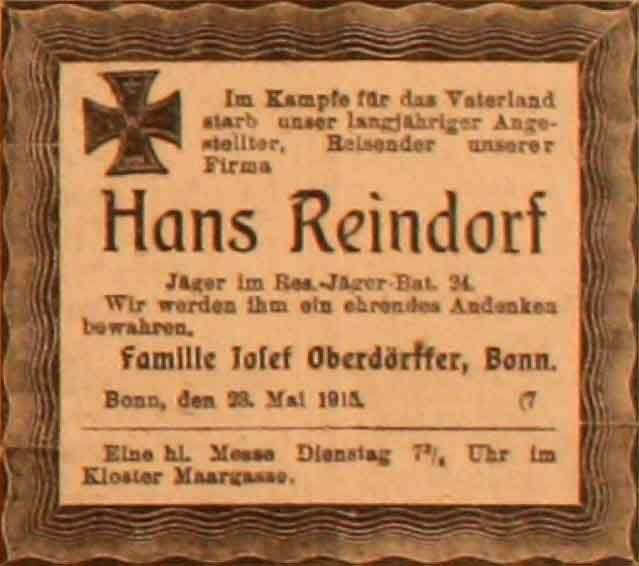 Im Kampfe für das Vaterland
starb unser langjähriger Ange-
stellter, Reisender unserer
Firma
Hans Reindorf
Jäger im Res.-Jäger-Bat. 24.
Wir werden ihm ein ehrendes Andenken
bewahren.
Familie Josef Oberdörffer, Bonn.
Bonn, den 23. Mai 1915. (7
Eine hl. Messe Dienstag 7¾ Uhr im
Kloster Maargasse.